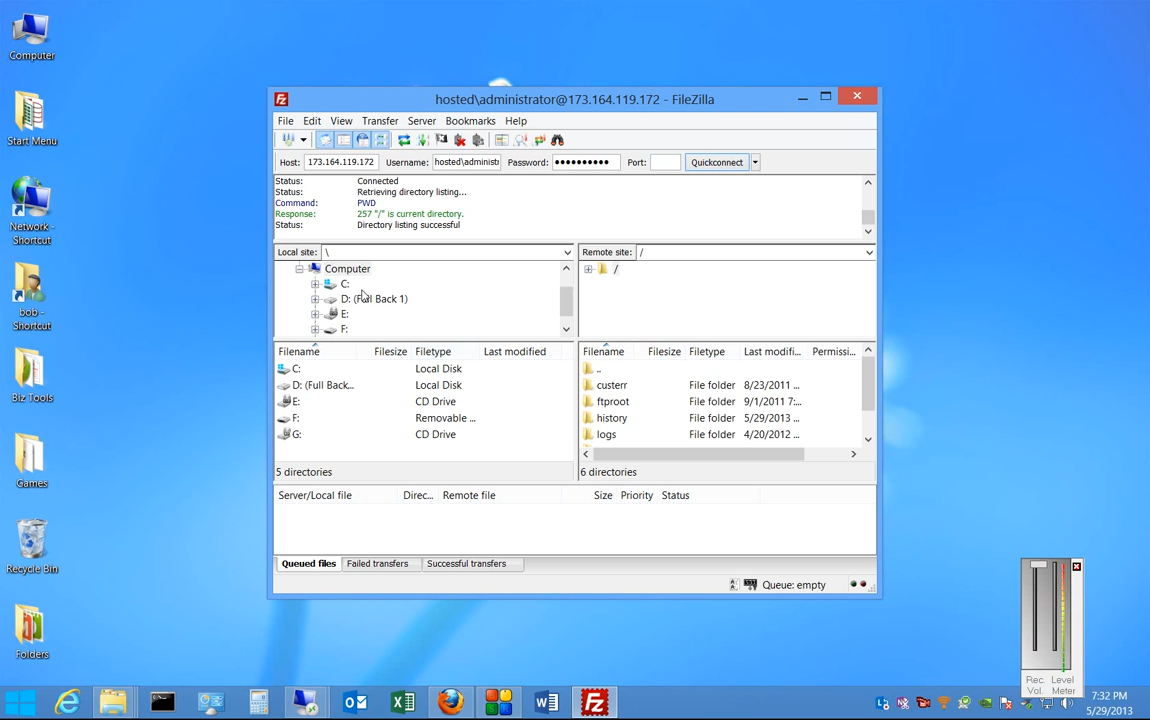 Computer
Start Menu
Network -
Shortcut
bob -
Shortcut
Biz Tools
Games
Recycle Bin
Folders
hosted\administrator@173.164.119.172 - FileZilla
File Edit View Transfer Server Bookmarks Help
Host: 173.164.119.172 Username: hosted\administr Password: ●●●●●●●●●● Port: Quickconnect
Status: Connected
Status: Retrieving directory listing...
Command: PWD
Response: 257 "/" is current directory.
Status: Directory listing successful
Local site: \
Computer
C:
D: (Full Back 1)
E:
F:
Remote site: /
/
Filename Filesize Filetype Last modified
C: Local Disk
D: (Full Back... Local Disk
E: CD Drive
F: Removable ...
G: CD Drive
5 directories
Filename Filesize Filetype Last modifi... Permissi...
..
custerr File folder 8/23/2011 ...
ftproot File folder 9/1/2011 7:...
history File folder 5/29/2013 ...
logs File folder 4/20/2012 ...
6 directories
Server/Local file Direc... Remote file Size Priority Status
Queued files Failed transfers Successful transfers
Queue: empty
Rec. Level
Vol. Meter
7:32 PM
5/29/2013